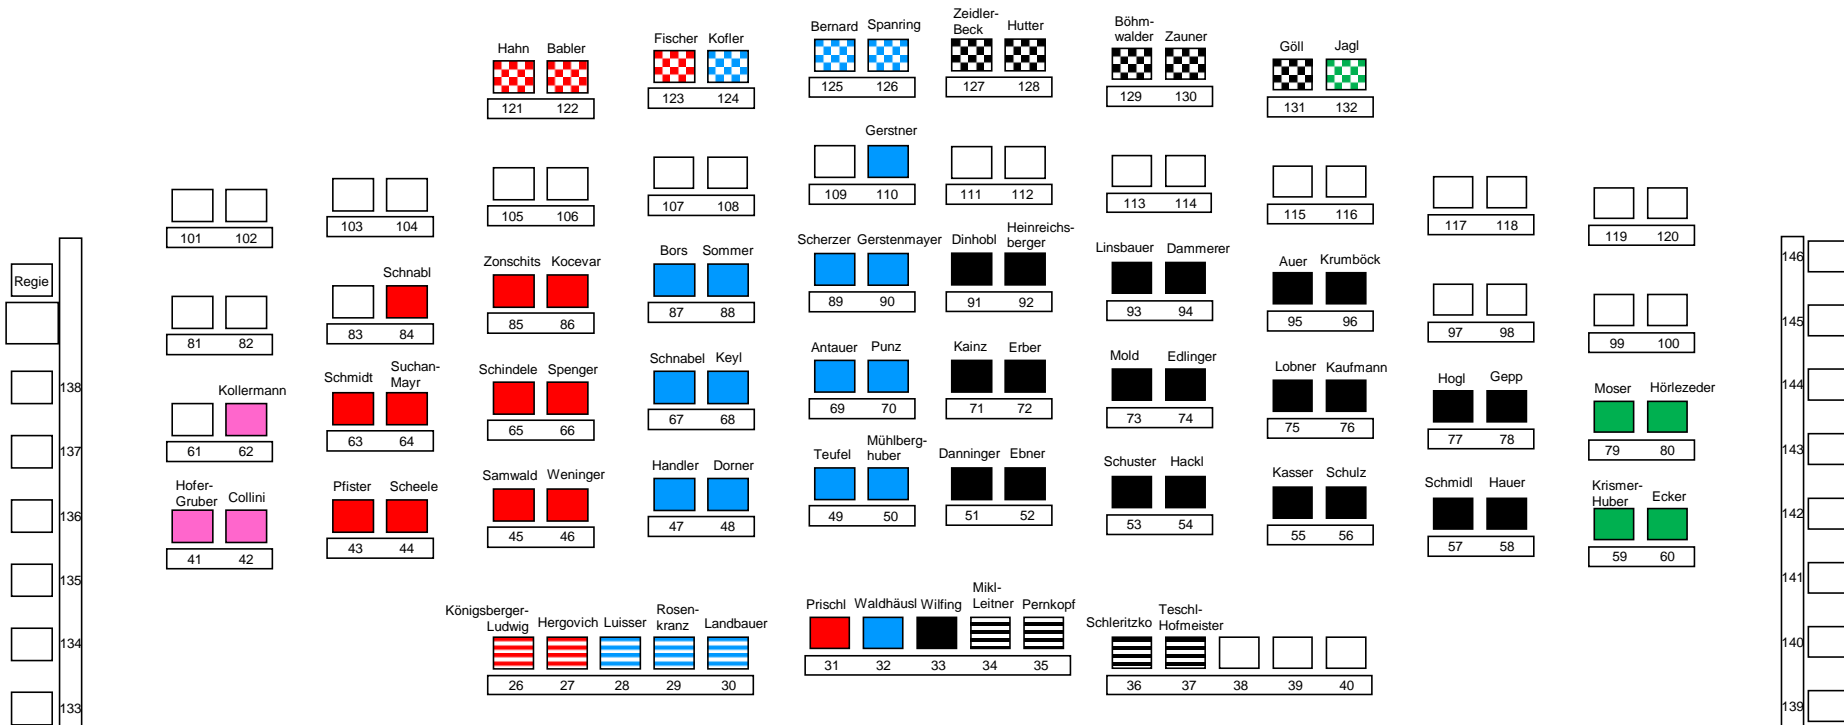 Hahn Babler
Fischer Kofler
Bernard Spanring
Zeidler-
Beck Hutter
Böhm-
walder Zauner
Göll Jagl
121 122
123 124
125 126
127 128
129 130
131 132
Gerstner
101 102
103 104
105 106
107 108
109 110
111 112
113 114
115 116
117 118
119 120
Regie
Schnabl
Zonschits Kocevar
Bors Sommer
Scherzer Gerstenmayer
Dinhobl Heinrichs-
berger
Linsbauer Dammerer
Auer Krumböck
81 82
83 84
85 86
87 88
89 90
91 92
93 94
95 96
97 98
99 100
Kollermann
Schmidt Suchan-
Mayr
Schindele Spenger
Schnabel Keyl
Antauer Punz
Kainz Erber
Mold Edlinger
Lobner Kaufmann
Hogl Gepp
Moser Hörlezeder
61 62
63 64
65 66
67 68
69 70
71 72
73 74
75 76
77 78
79 80
Hofer-
Gruber Collini
Pfister Scheele
Samwald Weninger
Handler Dorner
Teufel Mühlberg-
huber
Danninger Ebner
Schuster Hackl
Kasser Schulz
Schmidl Hauer
Krismer-
Huber Ecker
41 42
43 44
45 46
47 48
49 50
51 52
53 54
55 56
57 58
59 60
Königsberger-
Ludwig Hergovich Luisser Rosen-
kranz Landbauer
26 27 28 29 30
Prischl Waldhäusl Wilfing Mikl-
Leitner Pernkopf
31 32 33 34 35
Schleritzko Teschl-
Hofmeister
36 37 38 39 40
138
137
136
135
134
133
146
145
144
143
142
141
140
139